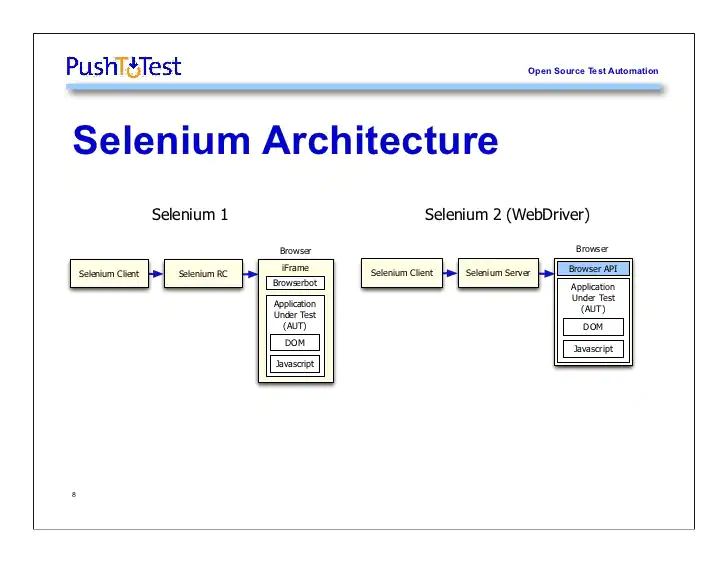 PushToTest
Open Source Test Automation
Selenium Architecture
Selenium 1
Selenium 2 (WebDriver)
Browser
Selenium Client
Selenium RC
iFrame
Browserbot
Application
Under Test
(AUT)
DOM
Javascript
Browser
Selenium Client
Selenium Server
Browser API
Application
Under Test
(AUT)
DOM
Javascript
8